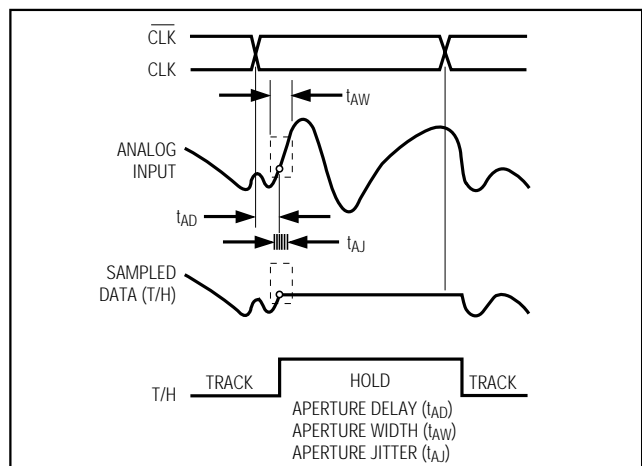 C̅L̅K̅
CLK
tAW
ANALOG
INPUT
tAD
tAJ
SAMPLED
DATA (T/H)
TRACK
HOLD
TRACK
T/H
APERTURE DELAY (tAD)
APERTURE WIDTH (tAW)
APERTURE JITTER (tAJ)